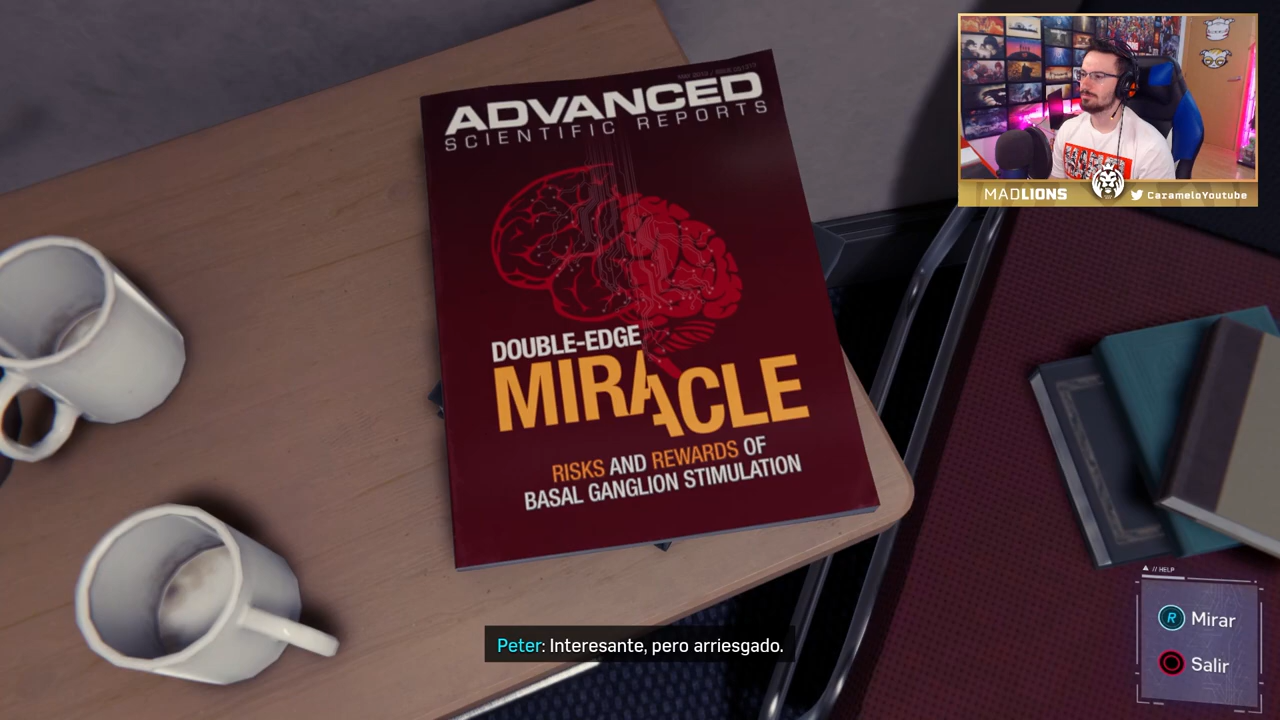 ADVANCED
SCIENTIFIC REPORTS
DOUBLE-EDGE
MIRACLE
RISKS AND REWARDS OF
BASAL GANGLION STIMULATION
MADLIONS
CarameloYoutube
Peter: Interesante, pero arriesgado.
// HELP
R Mirar
Salir